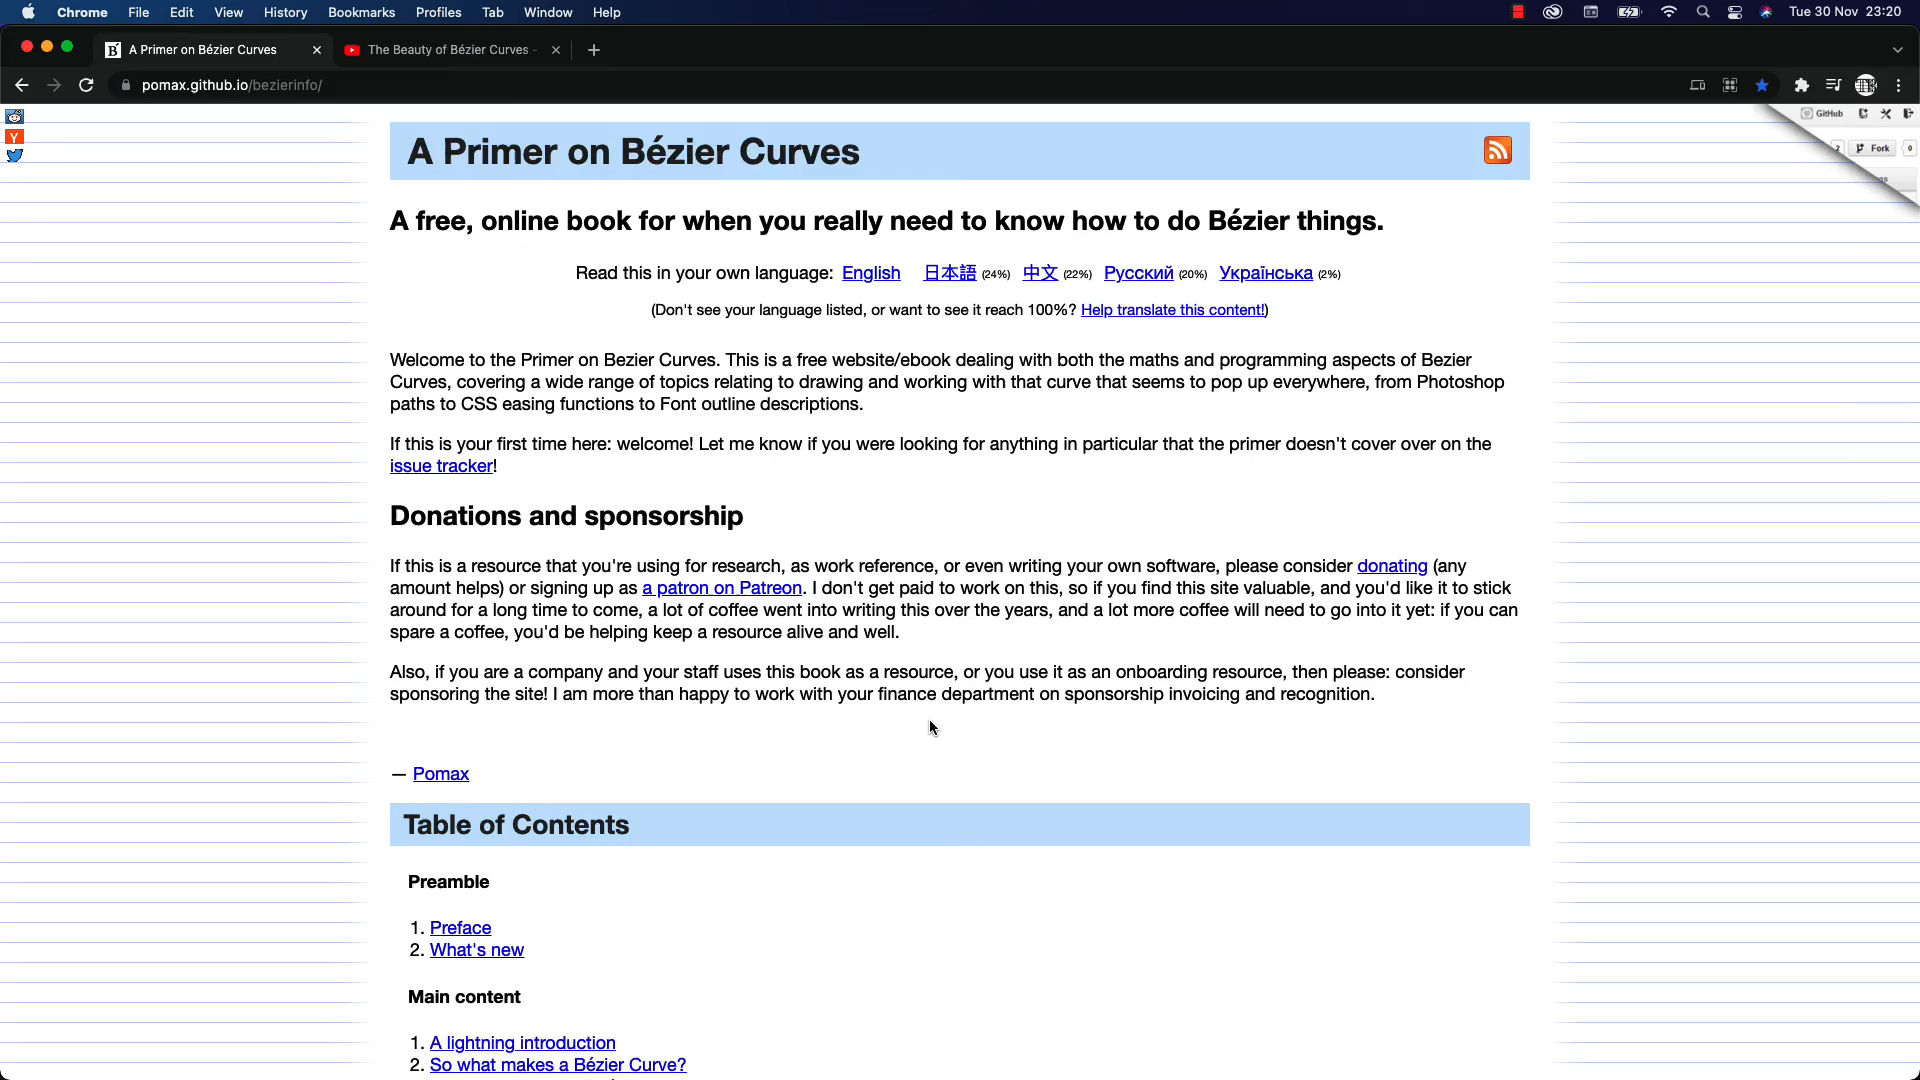 Chrome File Edit View History Bookmarks Profiles Tab Window Help Tue 30 Nov 23:20
A Primer on Bézier Curves The Beauty of Bézier Curves -
pomax.github.io/bezierinfo/
GitHub
Fork 0
A Primer on Bézier Curves
A free, online book for when you really need to know how to do Bézier things.
Read this in your own language: English 日本語 (24%) 中文 (22%) Русский (20%) Українська (2%)
(Don't see your language listed, or want to see it reach 100%? Help translate this content!)
Welcome to the Primer on Bezier Curves. This is a free website/ebook dealing with both the maths and programming aspects of Bezier
Curves, covering a wide range of topics relating to drawing and working with that curve that seems to pop up everywhere, from Photoshop
paths to CSS easing functions to Font outline descriptions.
If this is your first time here: welcome! Let me know if you were looking for anything in particular that the primer doesn't cover over on the
issue tracker!
Donations and sponsorship
If this is a resource that you're using for research, as work reference, or even writing your own software, please consider donating (any
amount helps) or signing up as a patron on Patreon. I don't get paid to work on this, so if you find this site valuable, and you'd like it to stick
around for a long time to come, a lot of coffee went into writing this over the years, and a lot more coffee will need to go into it yet: if you can
spare a coffee, you'd be helping keep a resource alive and well.
Also, if you are a company and your staff uses this book as a resource, or you use it as an onboarding resource, then please: consider
sponsoring the site! I am more than happy to work with your finance department on sponsorship invoicing and recognition.
— Pomax
Table of Contents
Preamble
1. Preface
2. What's new
Main content
1. A lightning introduction
2. So what makes a Bézier Curve?